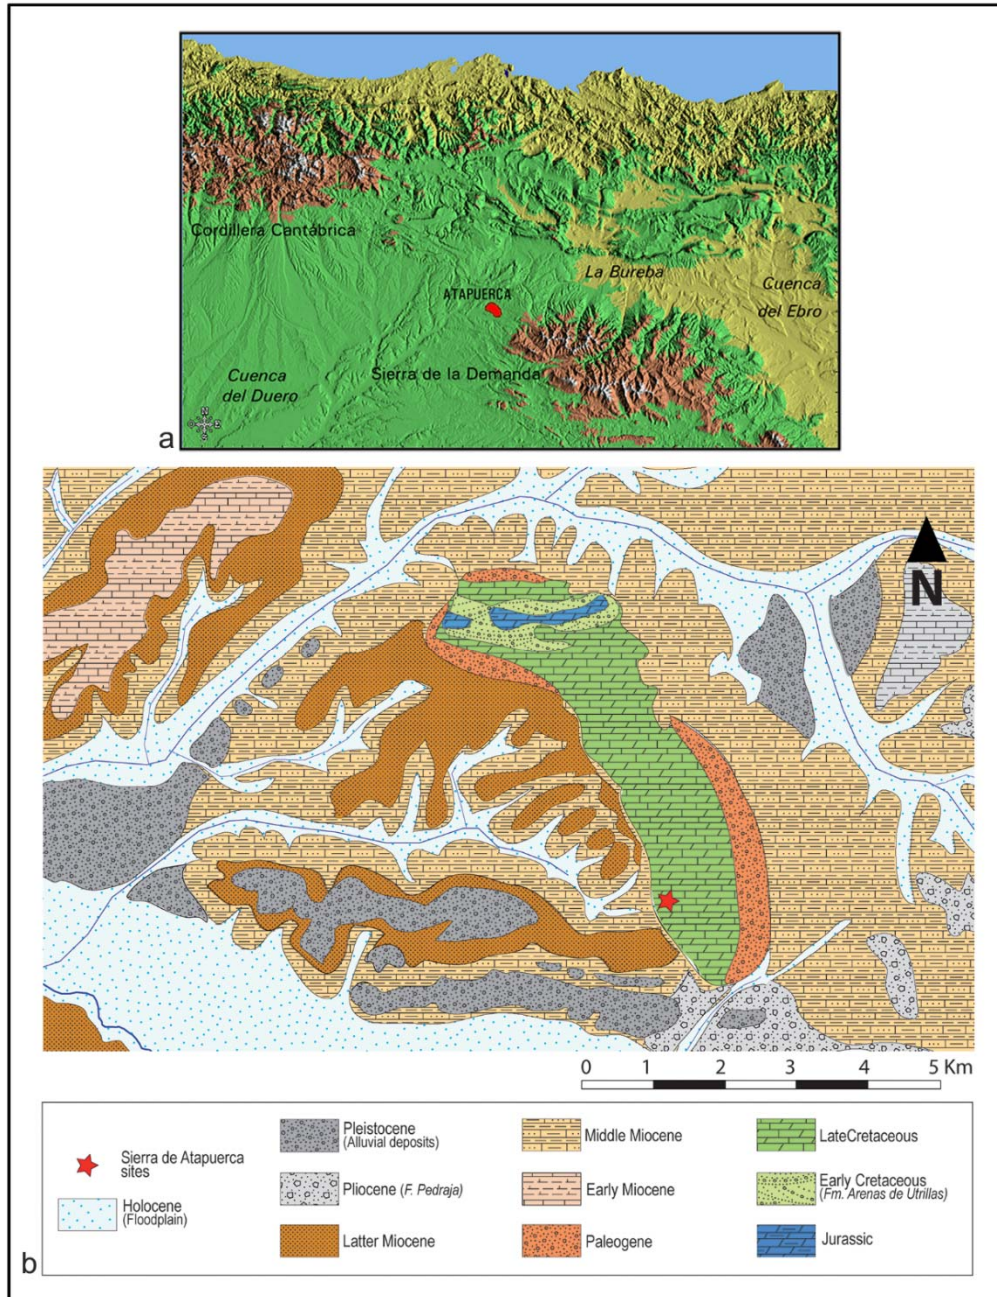 Cordillera Cantábrica
La Bureba
Cuenca
del Ebro
ATAPUERCA
Sierra de la Demanda
Cuenca
del Duero
N
E
S
a
N
0 1 2 3 4 5 Km
Sierra de Atapuerca
sites
Holocene
(Floodplain)
Pleistocene
(Alluvial deposits)
Pliocene (F. Pedraja)
Latter Miocene
Middle Miocene
Early Miocene
Paleogene
LateCretaceous
Early Cretaceous
(Fm. Arenas de Utrillas)
Jurassic
b